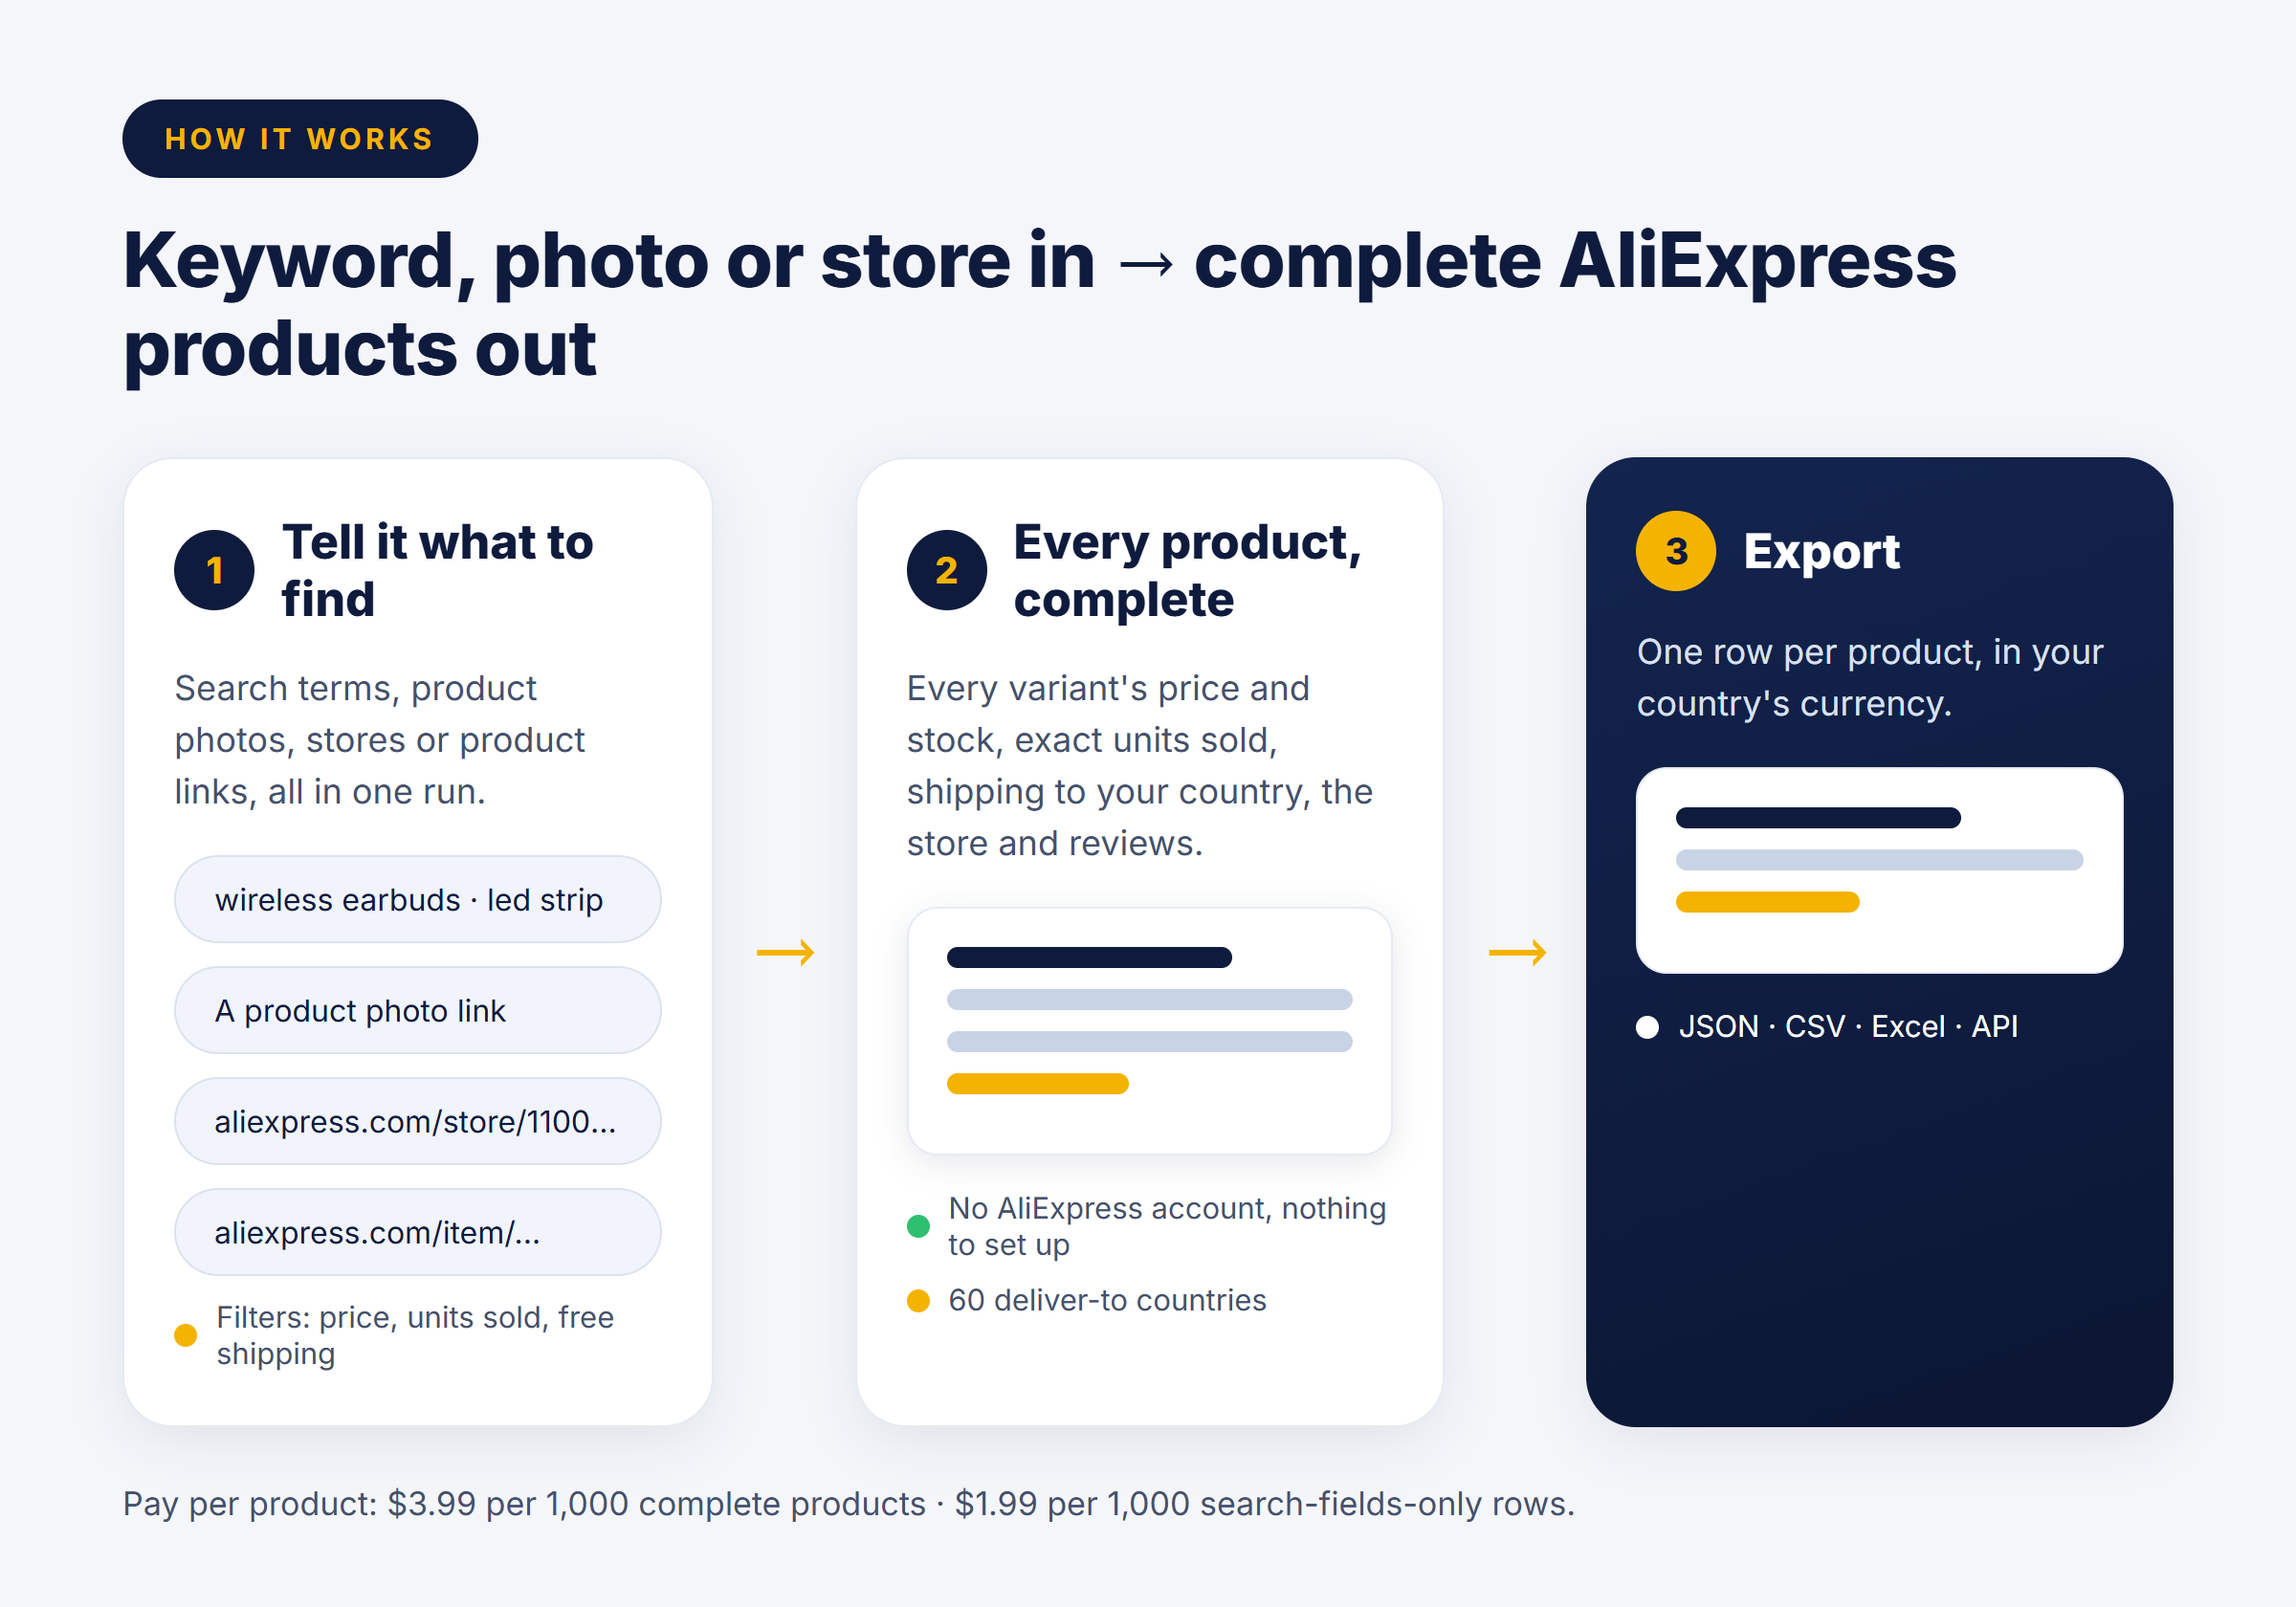 HOW IT WORKS
Keyword, photo or store in → complete AliExpress
products out
1
Tell it what to
find
Search terms, product
photos, stores or product
links, all in one run.
wireless earbuds · led strip
A product photo link
aliexpress.com/store/1100...
aliexpress.com/item/...
Filters: price, units sold, free
shipping
→
2
Every product,
complete
Every variant's price and
stock, exact units sold,
shipping to your country, the
store and reviews.
No AliExpress account, nothing
to set up
60 deliver-to countries
→
3
Export
One row per product, in your
country's currency.
JSON · CSV · Excel · API
Pay per product: $3.99 per 1,000 complete products · $1.99 per 1,000 search-fields-only rows.